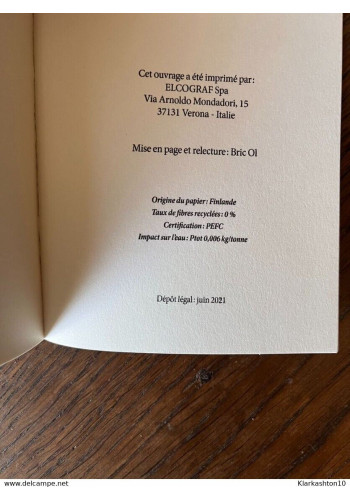 Cet ouvrage a été imprimé par :
ELCOGRAF Spa
Via Arnoldo Mondadori, 15
37131 Verona - Italie
Mise en page et relecture : Bric Ol
Origine du papier : Finlande
Taux de fibres recyclées : 0 %
Certification : PEFC
Impact sur l'eau : Ptot 0,006 kg/tonne
Dépôt légal : juin 2021
www.delcampe.net
Klarkashton10